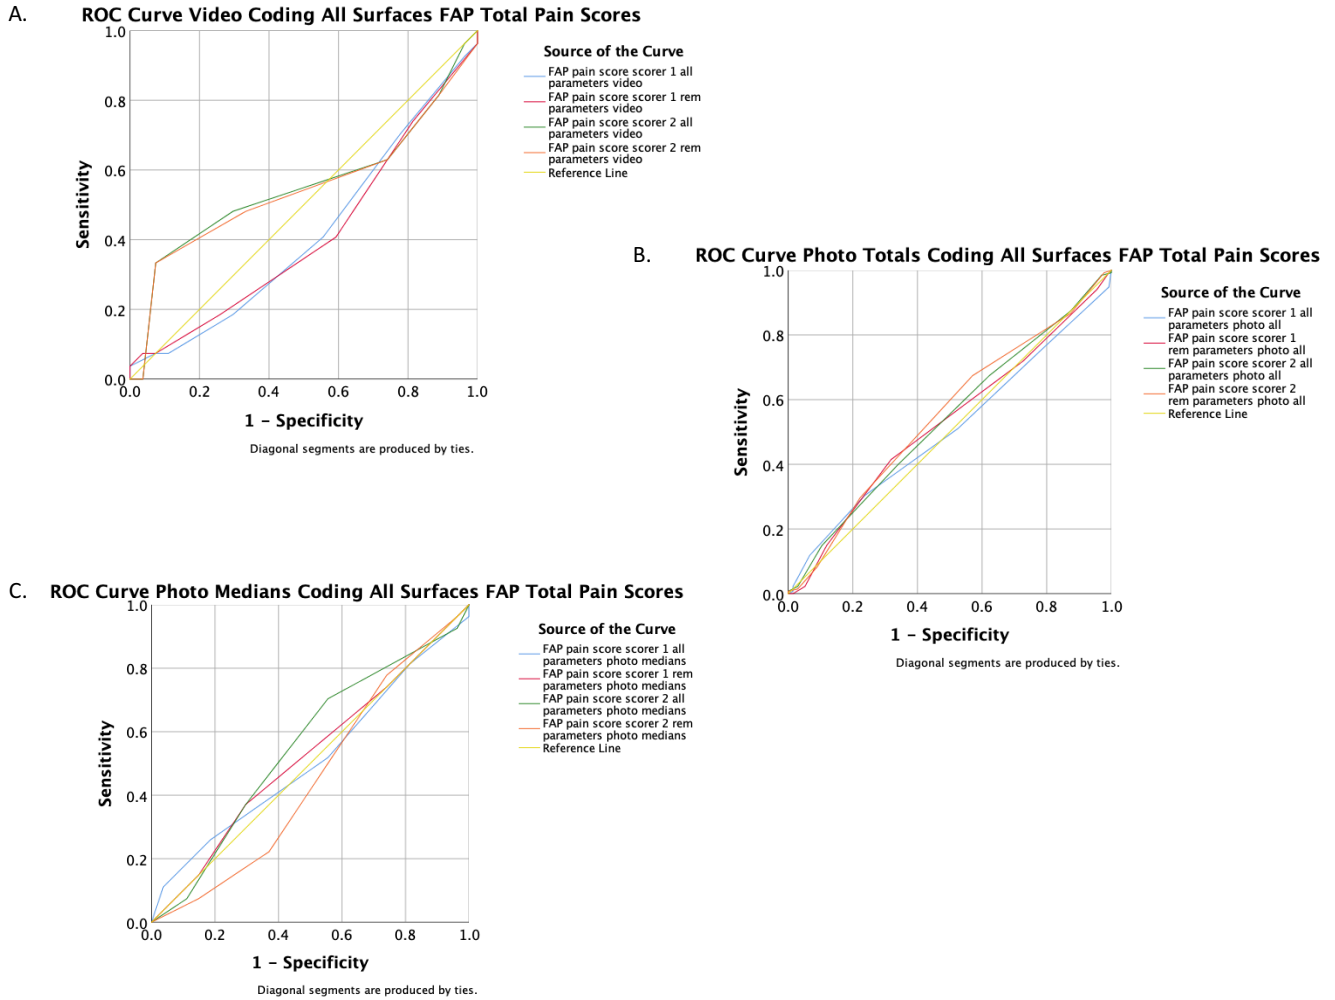 A.
ROC Curve Video Coding All Surfaces FAP Total Pain Scores
1.0
0.8
0.6
0.4
0.2
0.0
Sensitivity
0.0 0.2 0.4 0.6 0.8 1.0
1 – Specificity
Diagonal segments are produced by ties.
Source of the Curve
FAP pain score scorer 1 all
parameters video
FAP pain score scorer 1 rem
parameters video
FAP pain score scorer 2 all
parameters video
FAP pain score scorer 2 rem
parameters video
Reference Line
B.
ROC Curve Photo Totals Coding All Surfaces FAP Total Pain Scores
1.0
0.8
0.6
0.4
0.2
0.0
Sensitivity
0.0 0.2 0.4 0.6 0.8 1.0
1 – Specificity
Diagonal segments are produced by ties.
Source of the Curve
FAP pain score scorer 1 all
parameters photo all
FAP pain score scorer 1
rem parameters photo all
FAP pain score scorer 2 all
parameters photo all
FAP pain score scorer 2
rem parameters photo all
Reference Line
C.
ROC Curve Photo Medians Coding All Surfaces FAP Total Pain Scores
1.0
0.8
0.6
0.4
0.2
0.0
Sensitivity
0.0 0.2 0.4 0.6 0.8 1.0
1 – Specificity
Diagonal segments are produced by ties.
Source of the Curve
FAP pain score scorer 1 all
parameters photo medians
FAP pain score scorer 1 rem
parameters photo medians
FAP pain score scorer 2 all
parameters photo medians
FAP pain score scorer 2 rem
parameters photo medians
Reference Line